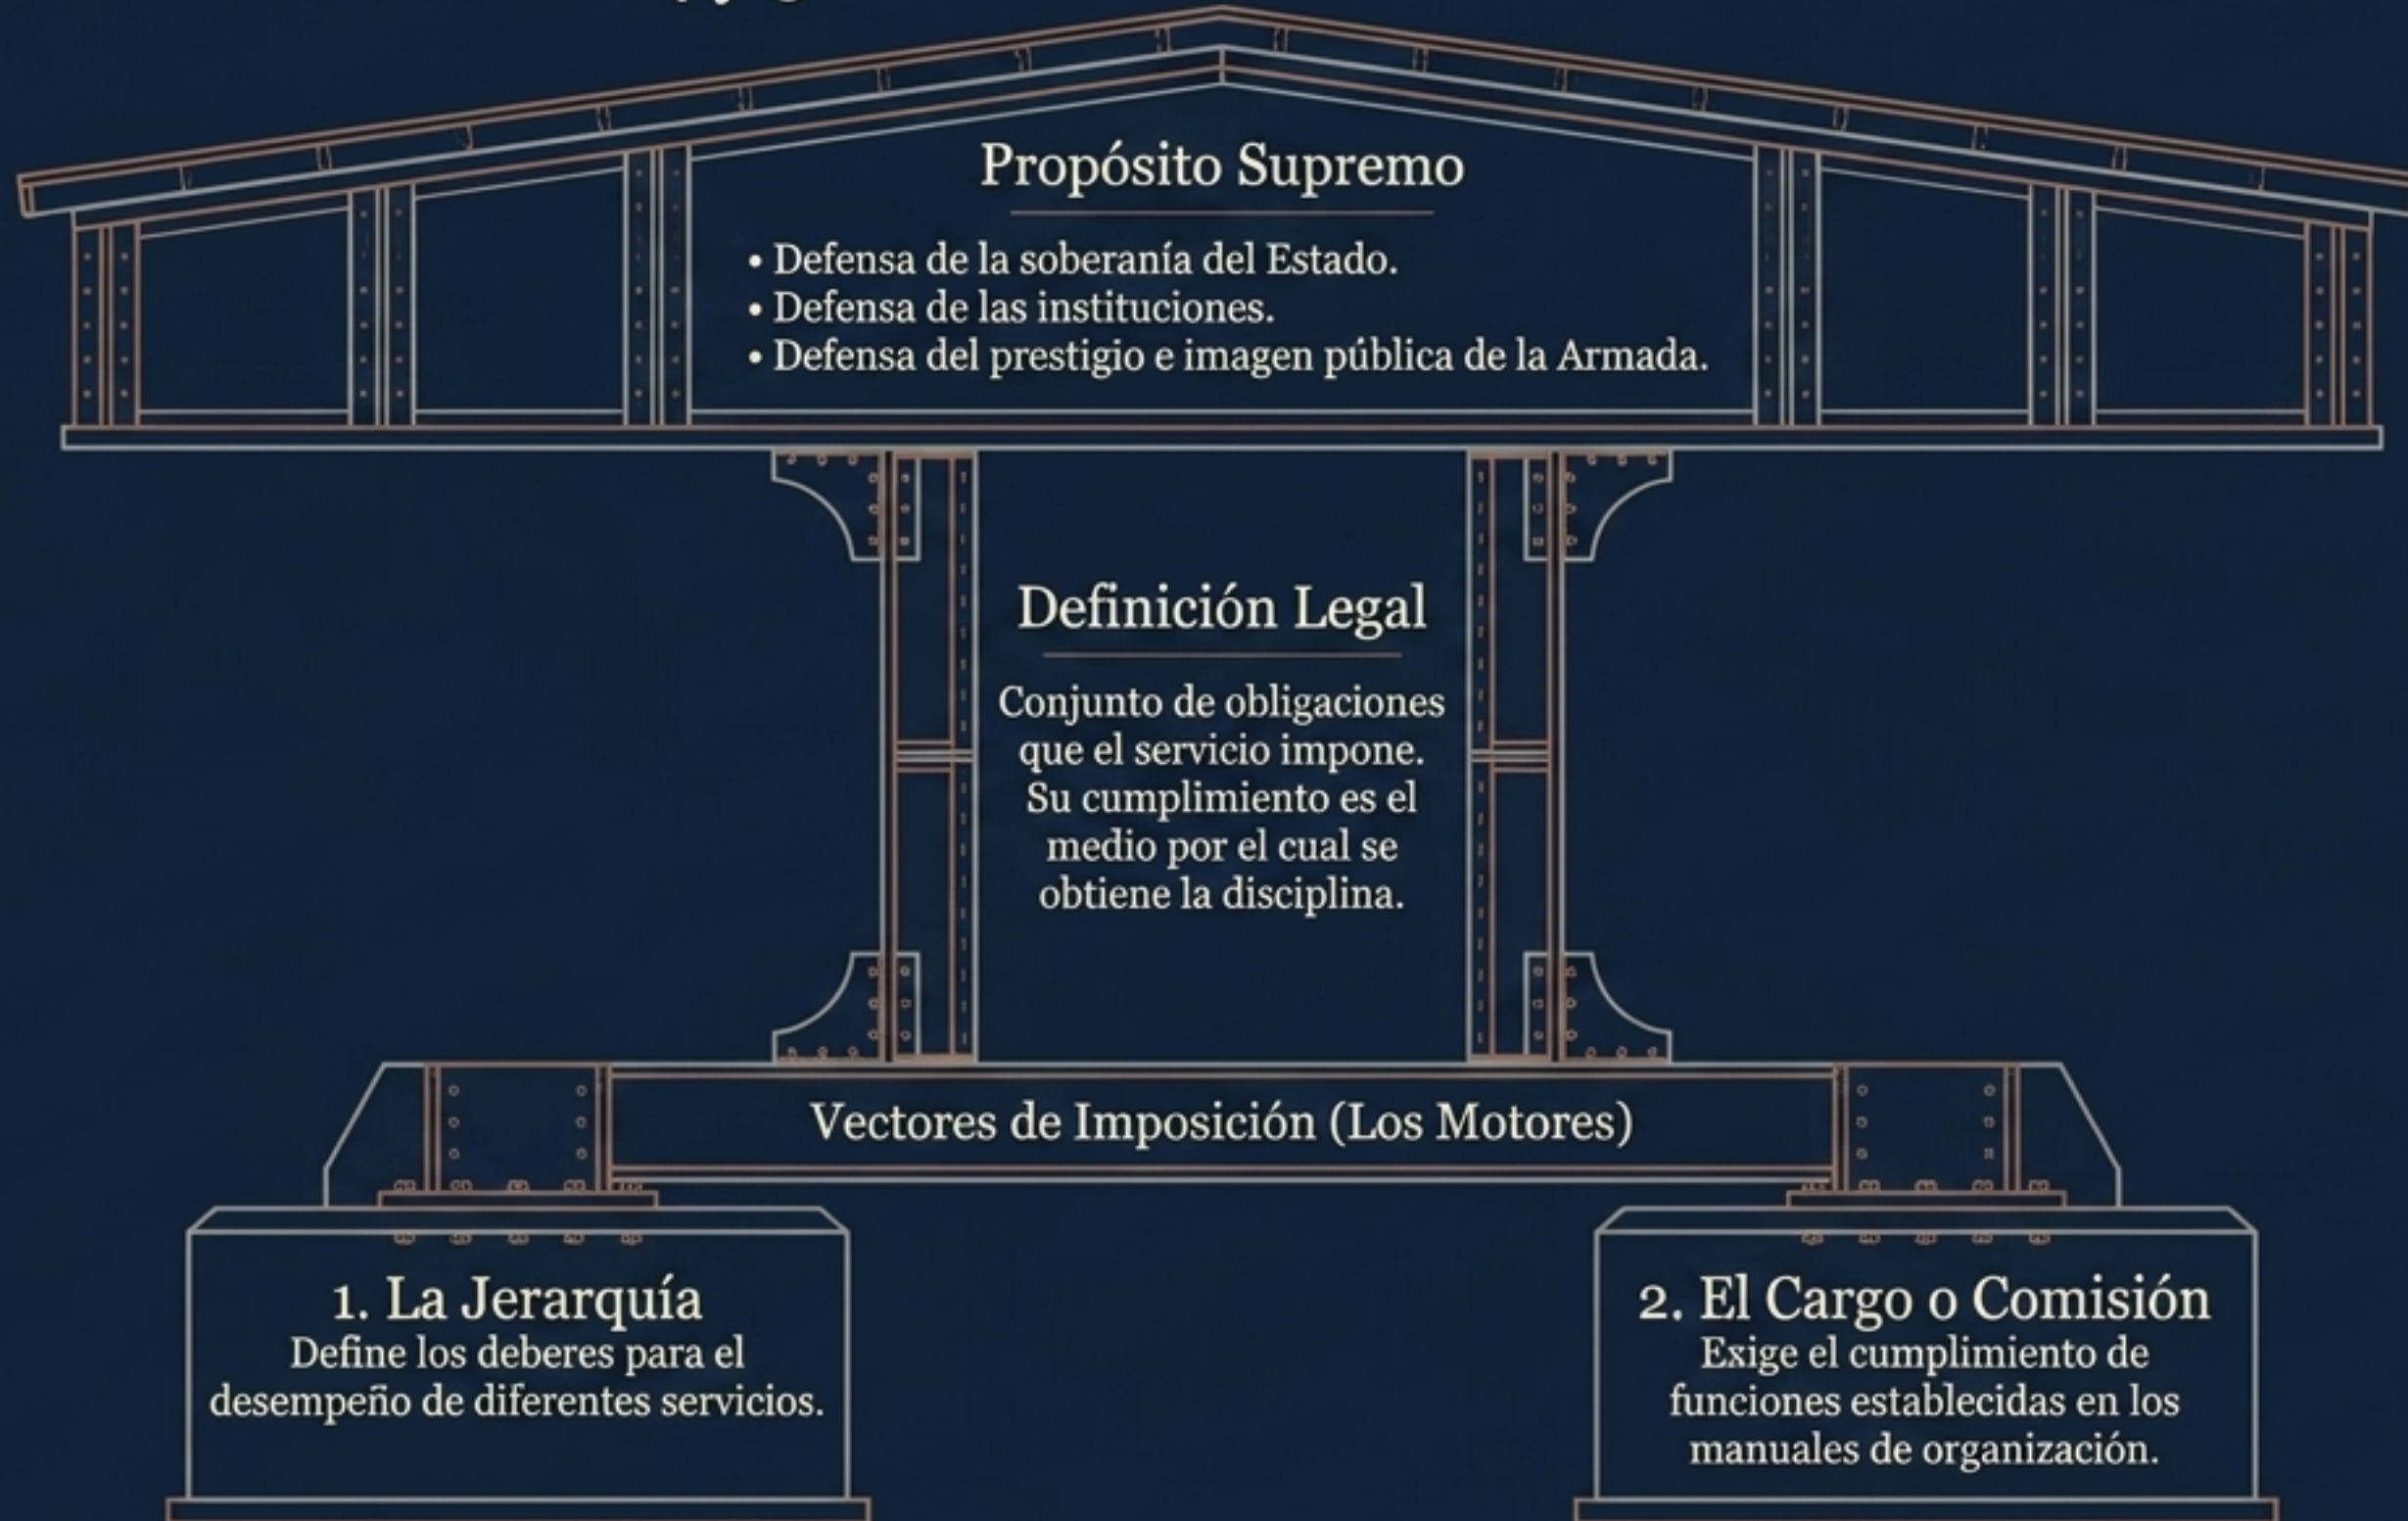 Propósito Supremo
• Defensa de la soberanía del Estado.
• Defensa de las instituciones.
• Defensa del prestigio e imagen pública de la Armada.
Definición Legal
Conjunto de obligaciones
que el servicio impone.
Su cumplimiento es el
medio por el cual se
obtiene la disciplina.
Vectores de Imposición (Los Motores)
1. La Jerarquía
Define los deberes para el
desempeño de diferentes servicios.
2. El Cargo o Comisión
Exige el cumplimiento de
funciones establecidas en los
manuales de organización.